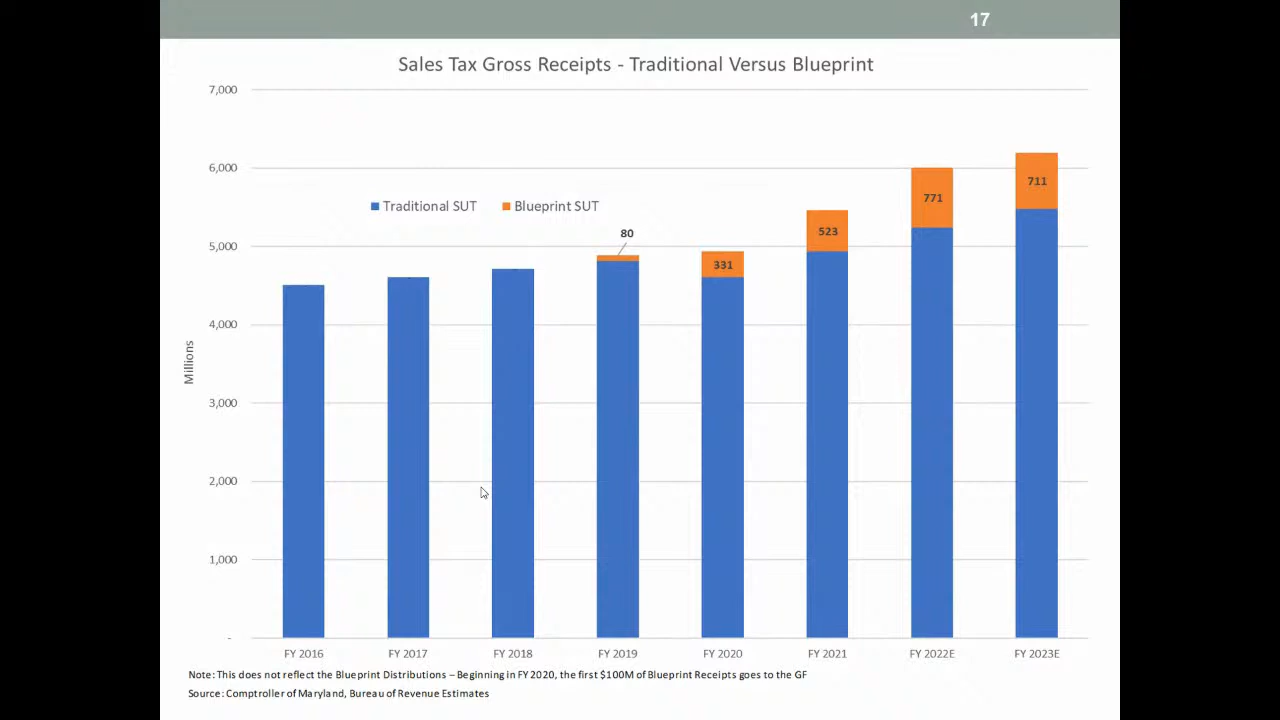 17
Sales Tax Gross Receipts - Traditional Versus Blueprint
7,000
6,000
Traditional SUT
Blueprint SUT
5,000
4,000
3,000
2,000
1,000
-
Millions
80
331
523
771
711
FY 2016
FY 2017
FY 2018
FY 2019
FY 2020
FY 2021
FY 2022E
FY 2023E
Note: This does not reflect the Blueprint Distributions – Beginning in FY 2020, the first $100M of Blueprint Receipts goes to the GF
Source: Comptroller of Maryland, Bureau of Revenue Estimates